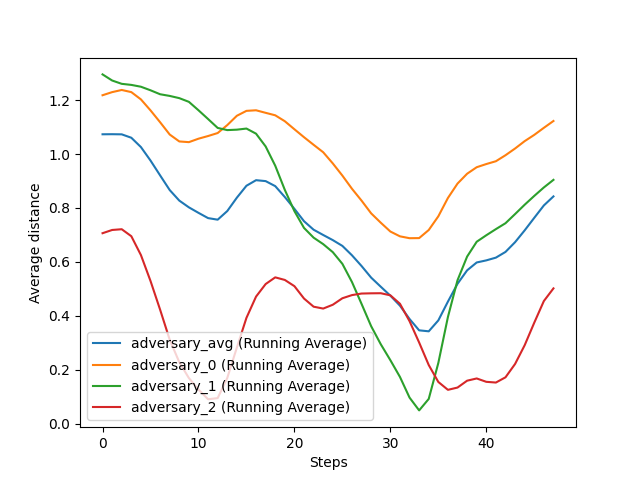 1.2
1.0
0.8
0.6
0.4
0.2
0.0
Average distance
adversary_avg (Running Average)
adversary_0 (Running Average)
adversary_1 (Running Average)
adversary_2 (Running Average)
0 10 20 30 40
Steps